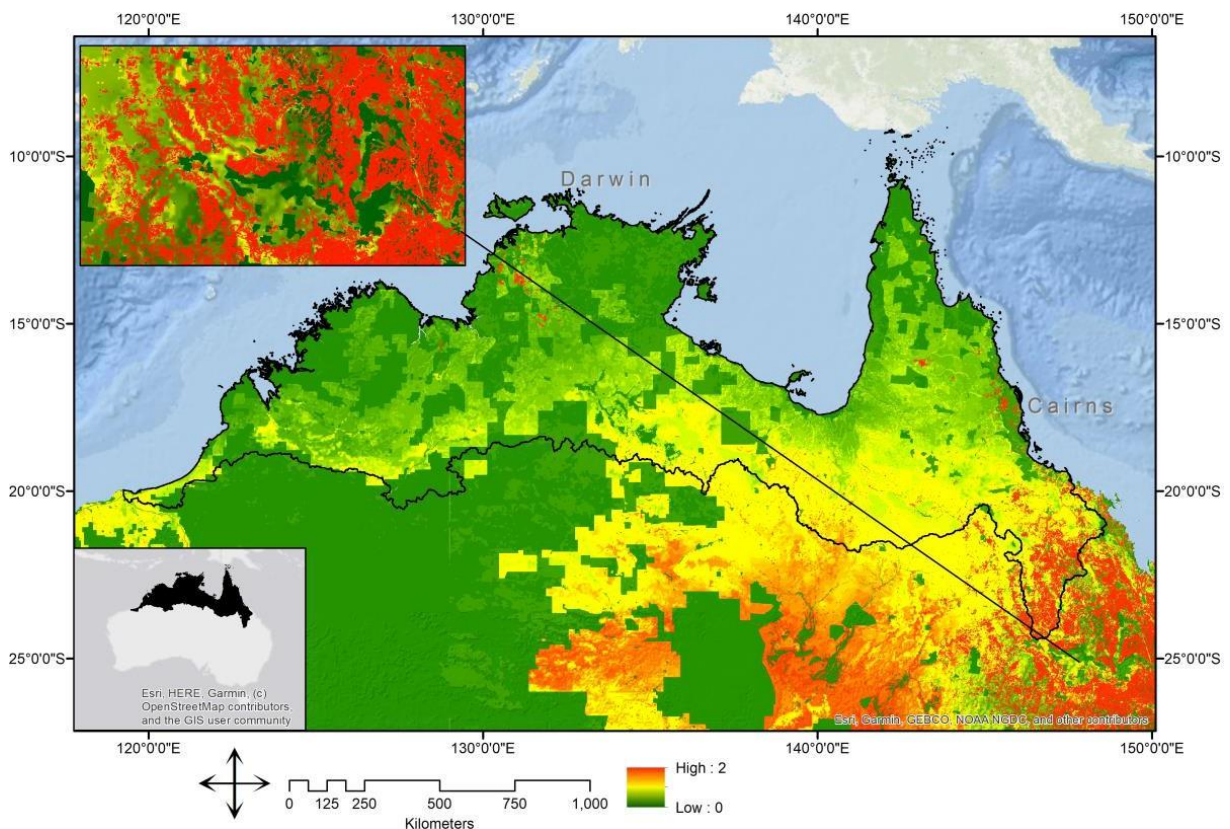 120°0'0"E
130°0'0"E
140°0'0"E
150°0'0"E
10°0'0"S
10°0'0"S
Darwin
15°0'0"S
15°0'0"S
Cairns
20°0'0"S
20°0'0"S
25°0'0"S
25°0'0"S
Esri, HERE, Garmin, (c)
OpenStreetMap contributors,
and the GIS user community
Esri, Garmin, GEBCO, NOAA NGDC, and other contributors
120°0'0"E
130°0'0"E
140°0'0"E
150°0'0"E
0 125 250 500 750 1,000
Kilometers
High : 2
Low : 0